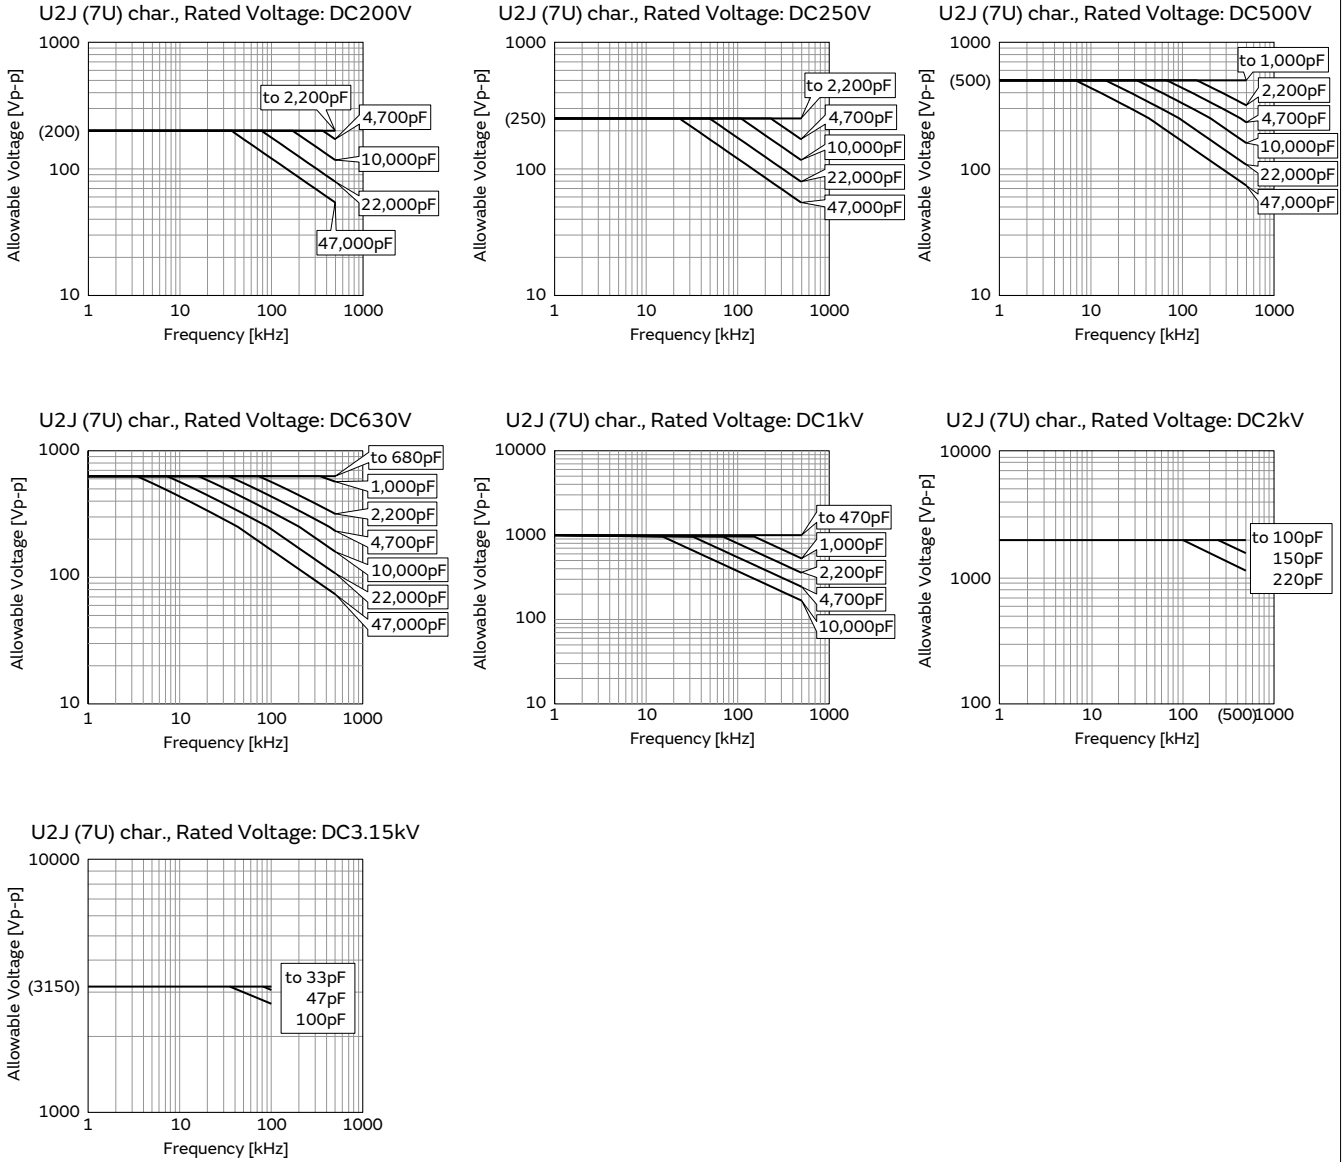 U2J (7U) char., Rated Voltage: DC200V
Allowable Voltage [Vp-p]
1000
(200)
100
10
to 2,200pF
4,700pF
10,000pF
22,000pF
47,000pF
1 10 100 1000
Frequency [kHz]
U2J (7U) char., Rated Voltage: DC250V
Allowable Voltage [Vp-p]
1000
(250)
100
10
to 2,200pF
4,700pF
10,000pF
22,000pF
47,000pF
1 10 100 1000
Frequency [kHz]
U2J (7U) char., Rated Voltage: DC500V
Allowable Voltage [Vp-p]
1000
(500)
100
10
to 1,000pF
2,200pF
4,700pF
10,000pF
22,000pF
47,000pF
1 10 100 1000
Frequency [kHz]
U2J (7U) char., Rated Voltage: DC630V
Allowable Voltage [Vp-p]
1000
100
10
to 680pF
1,000pF
2,200pF
4,700pF
10,000pF
22,000pF
47,000pF
1 10 100 1000
Frequency [kHz]
U2J (7U) char., Rated Voltage: DC1kV
Allowable Voltage [Vp-p]
10000
1000
100
10
to 470pF
1,000pF
2,200pF
4,700pF
10,000pF
1 10 100 1000
Frequency [kHz]
U2J (7U) char., Rated Voltage: DC2kV
Allowable Voltage [Vp-p]
10000
1000
100
to 100pF
150pF
220pF
1 10 100 (500) 1000
Frequency [kHz]
U2J (7U) char., Rated Voltage: DC3.15kV
Allowable Voltage [Vp-p]
10000
(3150)
1000
to 33pF
47pF
100pF
1 10 100 1000
Frequency [kHz]